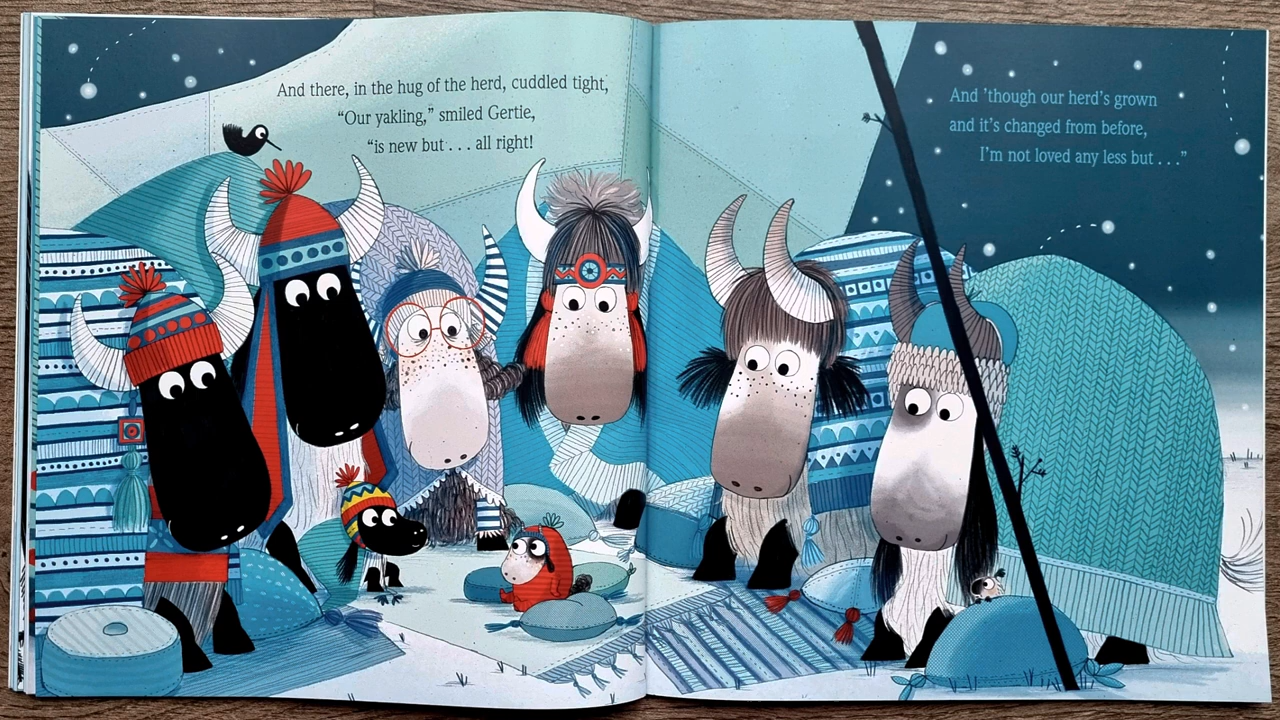 And there, in the hug of the herd, cuddled tight,
“Our yakling,” smiled Gertie,
“is new but . . . all right!
And ’though our herd’s grown
and it’s changed from before,
I’m not loved any less but . . .”